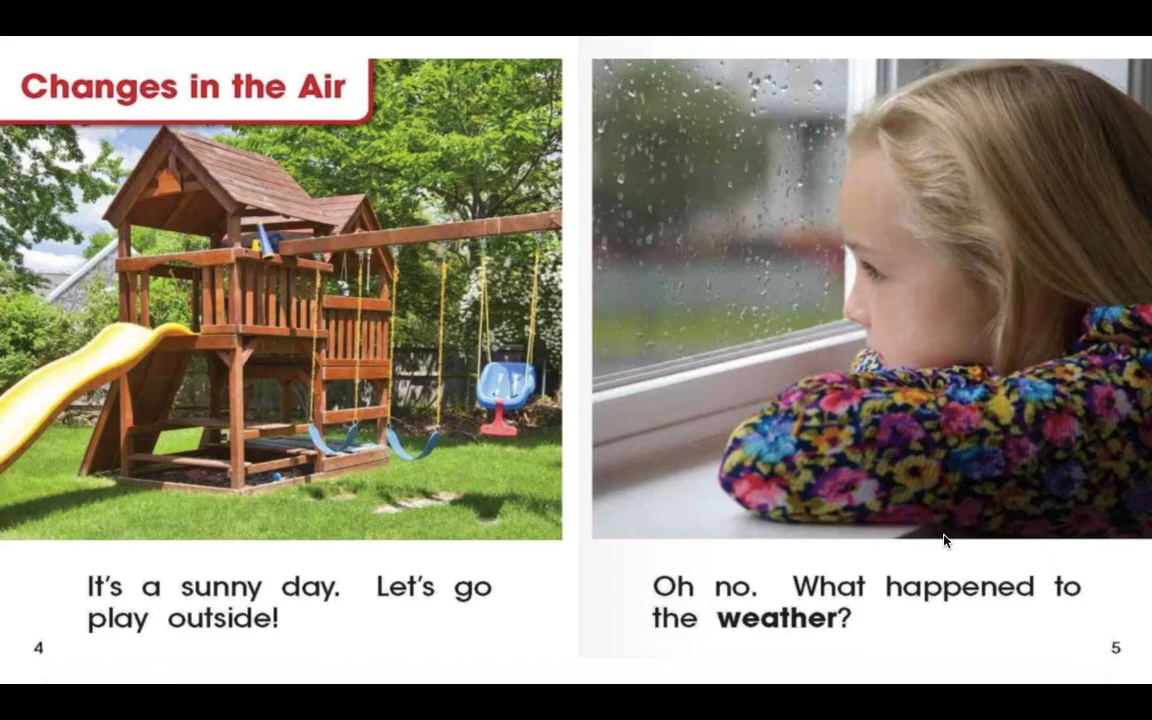 Changes in the Air
It's a sunny day. Let's go
play outside!
4
Oh no. What happened to
the weather?
5